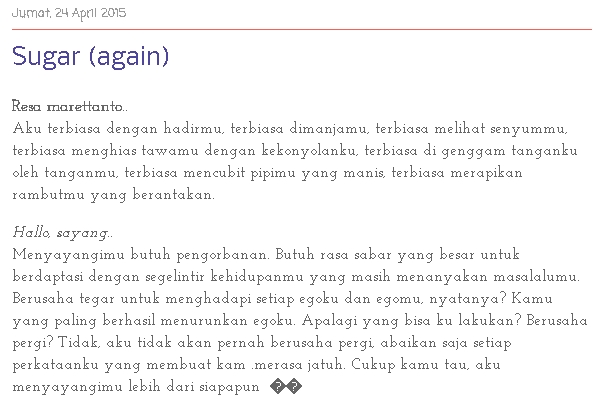 Jumat, 24 April 2015
Sugar (again)
Resa marettanto..
Aku terbiasa dengan hadirmu, terbiasa dimanjamu, terbiasa melihat senyummu,
terbiasa menghias tawamu dengan kekonyolanku, terbiasa di genggam tanganku
oleh tanganmu, terbiasa mencubit pipimu yang manis, terbiasa merapikan
rambutmu yang berantakan.
Hallo, sayang..
Menyayangimu butuh pengorbanan. Butuh rasa sabar yang besar untuk
berdaptasi dengan segelintir kehidupanmu yang masih menanyakan masalalumu.
Berusaha tegar untuk menghadapi setiap egoku dan egomu, nyatanya? Kamu
yang paling berhasil menurunkan egoku. Apalagi yang bisa ku lakukan? Berusaha
pergi? Tidak, aku tidak akan pernah berusaha pergi, abaikan saja setiap
perkataanku yang membuat kam .merasa jatuh. Cukup kamu tau, aku
menyayangimu lebih dari siapapun ��